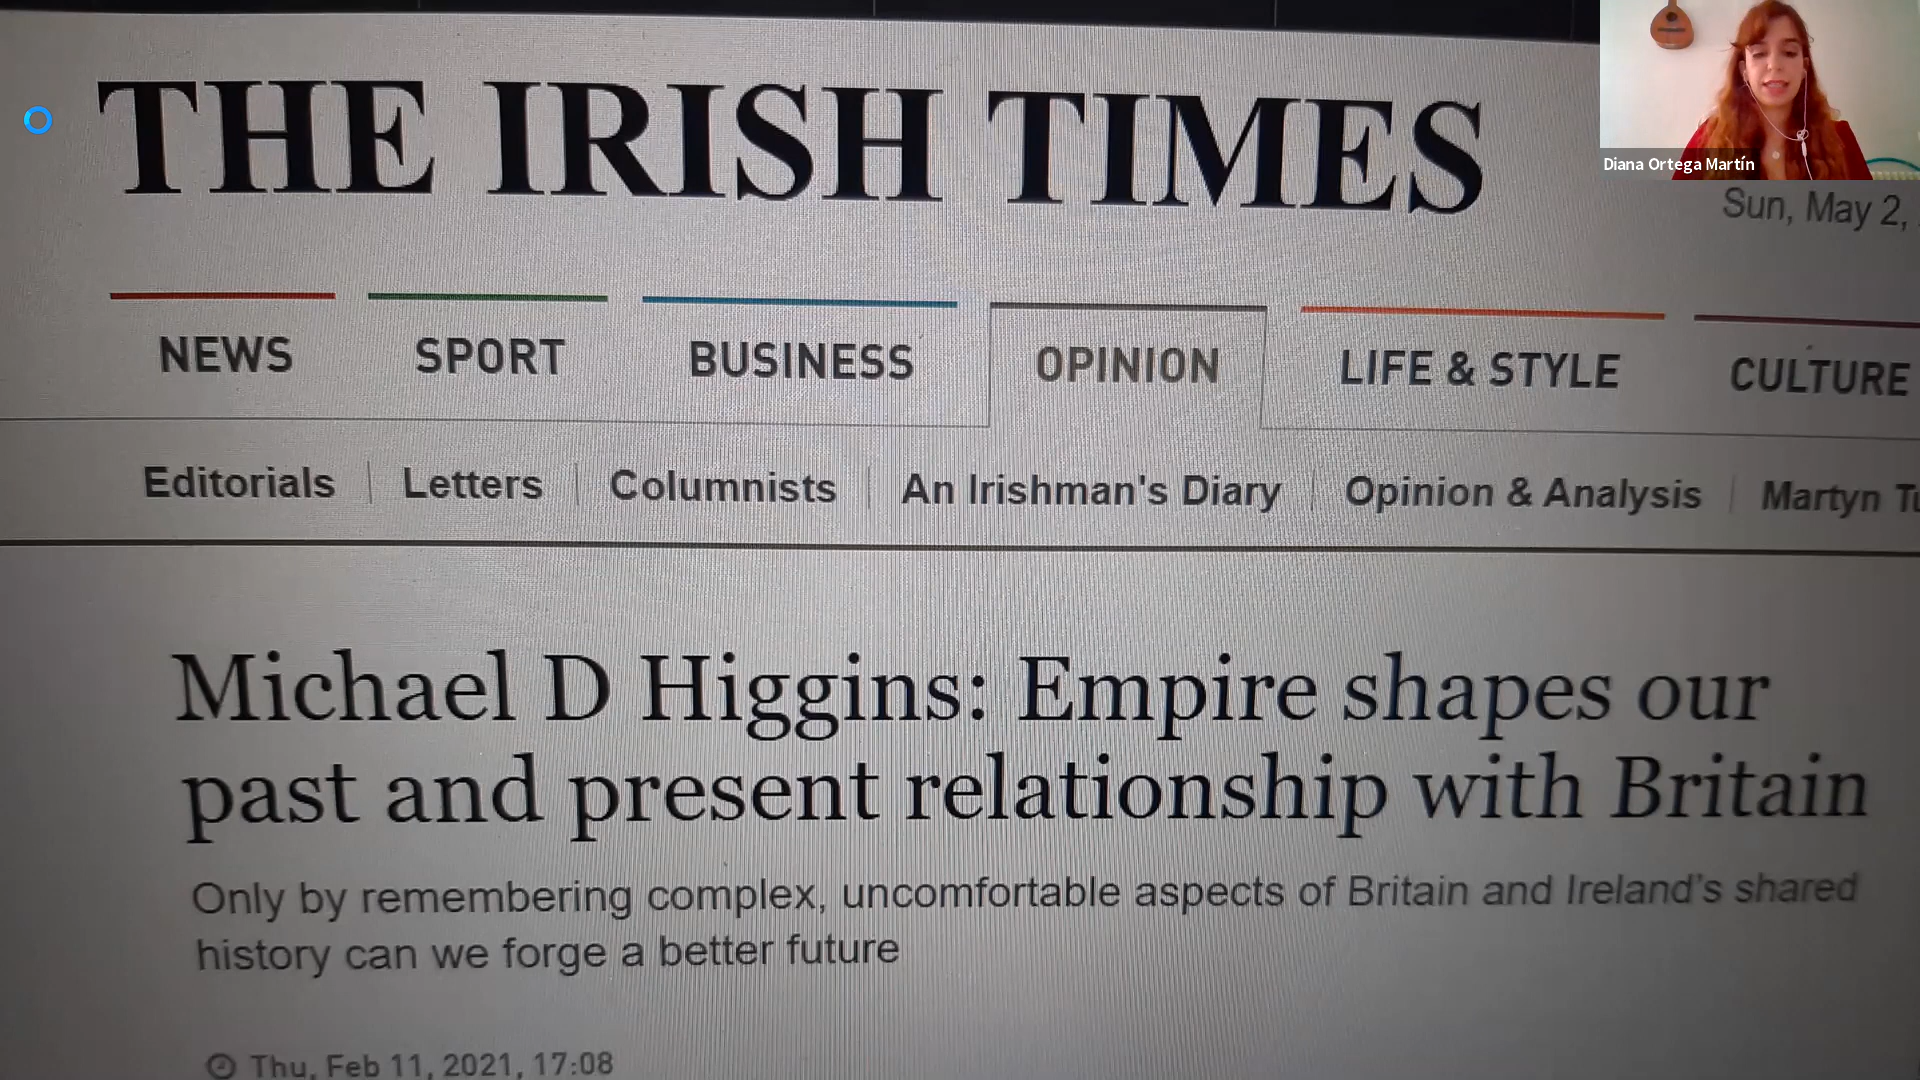 THE IRISH TIMES
Diana Ortega Martín
Sun, May 2,
NEWS SPORT BUSINESS OPINION LIFE & STYLE CULTURE
Editorials Letters Columnists An Irishman's Diary Opinion & Analysis Martyn
Michael D Higgins: Empire shapes our
past and present relationship with Britain
Only by remembering complex, uncomfortable aspects of Britain and Ireland's shared
history can we forge a better future
Thu, Feb 11, 2021, 17:08